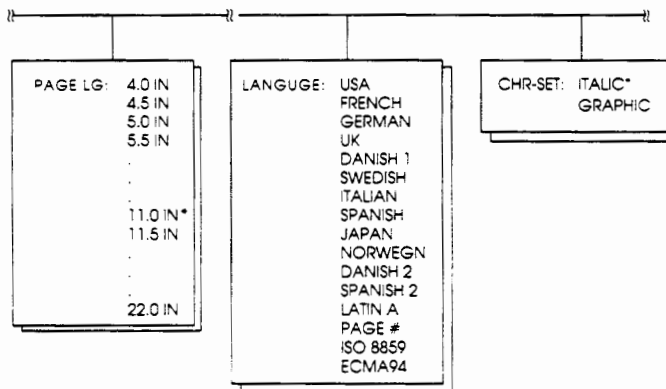 PAGE LG: 4.0 IN
4.5 IN
5.0 IN
5.5 IN
.
.
.
11.0 IN*
11.5 IN
.
.
.
22.0 IN
LANGUGE: USA
FRENCH
GERMAN
UK
DANISH 1
SWEDISH
ITALIAN
SPANISH
JAPAN
NORWEGN
DANISH 2
SPANISH 2
LATIN A
PAGE #
ISO 8859
ECMA94
CHR-SET: ITALIC*
GRAPHIC